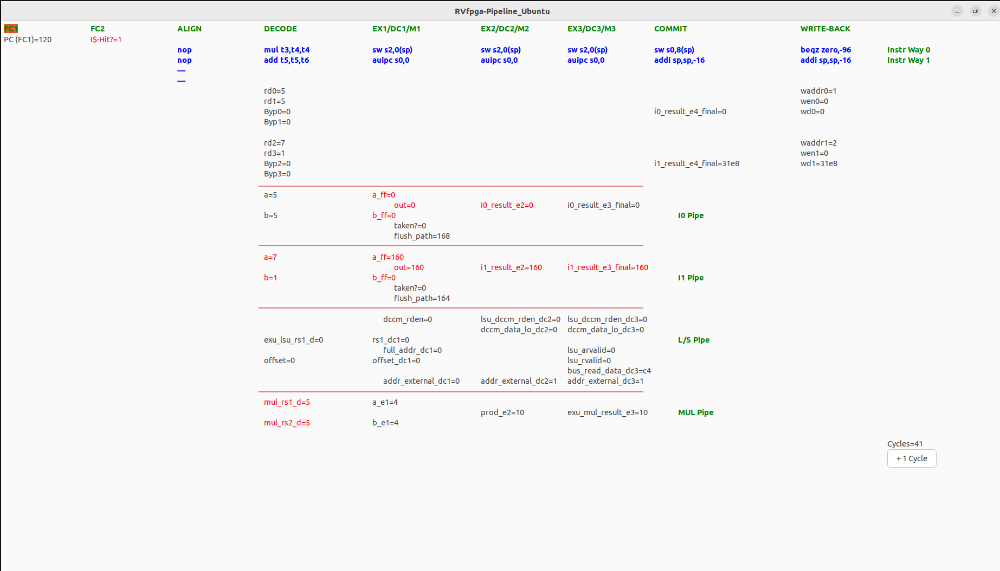 RVfpga-Pipeline_Ubuntu
FC1 FC2 ALIGN DECODE EX1/DC1/M1 EX2/DC2/M2 EX3/DC3/M3 COMMIT WRITE-BACK
PC (FC1)=120 I$-Hit?=1
nop mul t3,t4,t4 sw s2,0(sp) sw s2,0(sp) sw s2,0(sp) sw s0,8(sp) beqz zero,-96 Instr Way 0
nop add t5,t5,t6 auipc s0,0 auipc s0,0 auipc s0,0 addi sp,sp,-16 addi sp,sp,-16 Instr Way 1
---
---
rd0=5 waddr0=1
rd1=5 wen0=0
Byp0=0 i0_result_e4_final=0 wd0=0
Byp1=0
rd2=7 waddr1=2
rd3=1 wen1=0
Byp2=0 i1_result_e4_final=31e8 wd1=31e8
Byp3=0
a=5 a_ff=0
out=0 i0_result_e2=0 i0_result_e3_final=0
b=5 b_ff=0 I0 Pipe
taken?=0
flush_path=168
a=7 a_ff=160
out=160 i1_result_e2=160 i1_result_e3_final=160
b=1 b_ff=0 I1 Pipe
taken?=0
flush_path=164
dccm_rden=0 lsu_dccm_rden_dc2=0 lsu_dccm_rden_dc3=0
dccm_data_lo_dc2=0 dccm_data_lo_dc3=0
exu_lsu_rs1_d=0 rs1_dc1=0 L/S Pipe
full_addr_dc1=0 lsu_arvalid=0
offset=0 offset_dc1=0 lsu_rvalid=0
bus_read_data_dc3=c4
addr_external_dc1=0 addr_external_dc2=1 addr_external_dc3=1
mul_rs1_d=5 a_e1=4
prod_e2=10 exu_mul_result_e3=10 MUL Pipe
mul_rs2_d=5 b_e1=4
Cycles=41
+ 1 Cycle